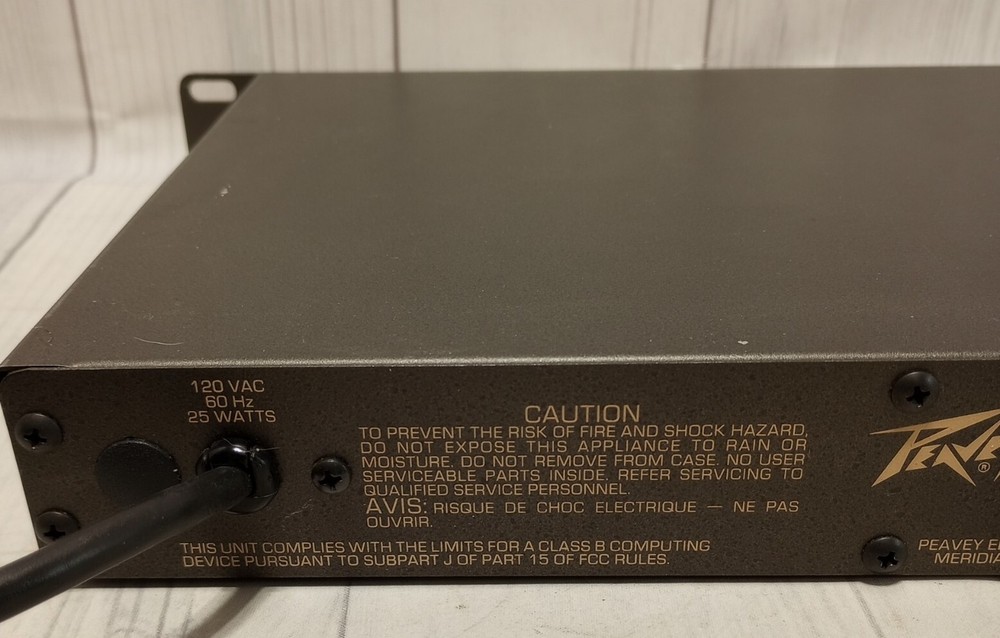 120 VAC
60 Hz
25 WATTS
CAUTION
TO PREVENT THE RISK OF FIRE AND SHOCK HAZARD,
DO NOT EXPOSE THIS APPLIANCE TO RAIN OR
MOISTURE. DO NOT REMOVE FROM CASE. NO USER
SERVICEABLE PARTS INSIDE. REFER SERVICING TO
QUALIFIED SERVICE PERSONNEL.
AVIS: RISQUE DE CHOC ELECTRIQUE — NE PAS
OUVRIR.
THIS UNIT COMPLIES WITH THE LIMITS FOR A CLASS B COMPUTING
DEVICE PURSUANT TO SUBPART J OF PART 15 OF FCC RULES.
PEAVE
®
PEAVEY E
MERIDIA